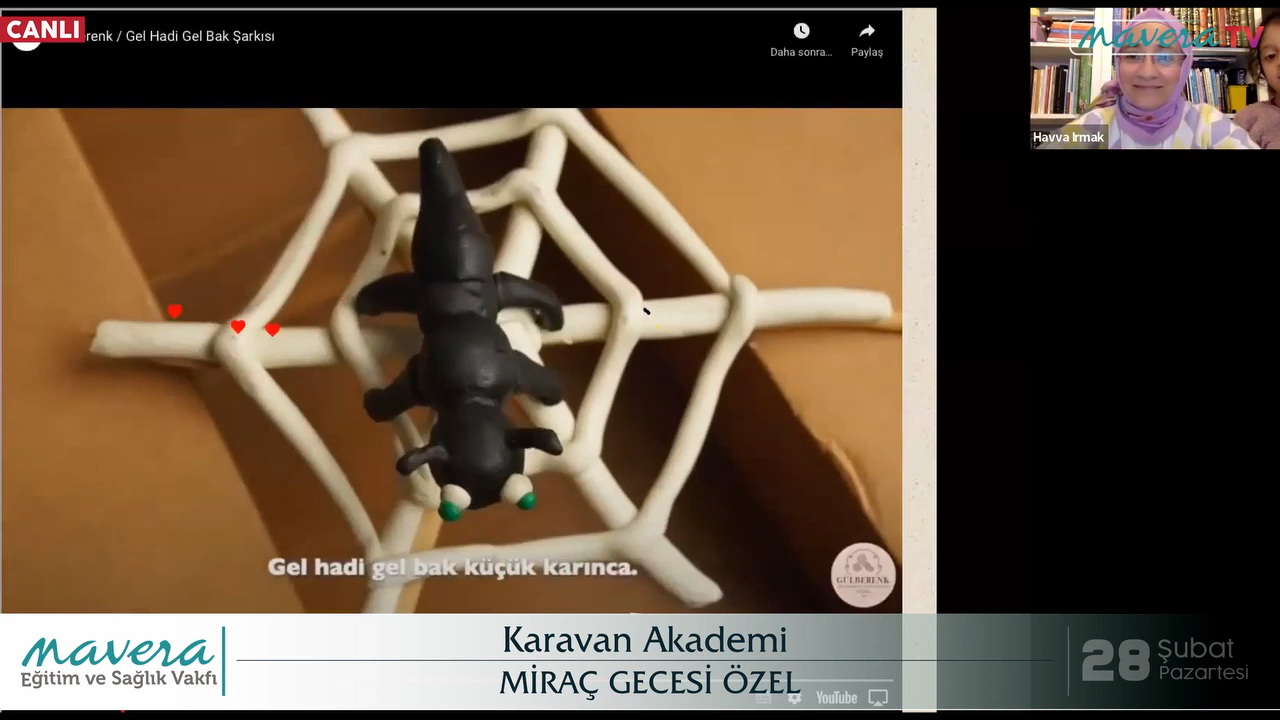 CANLI
erenk / Gel Hadi Gel Bak Şarkısı
Daha sonra...
Paylaş
mavera TV
Havva Irmak
Gel hadi gel bak küçük karınca.
GÜLBERENK
mavera
Eğitim ve Sağlık Vakfı
Karavan Akademi
MİRAÇ GECESİ ÖZEL
28 Şubat
Pazartesi
YouTube